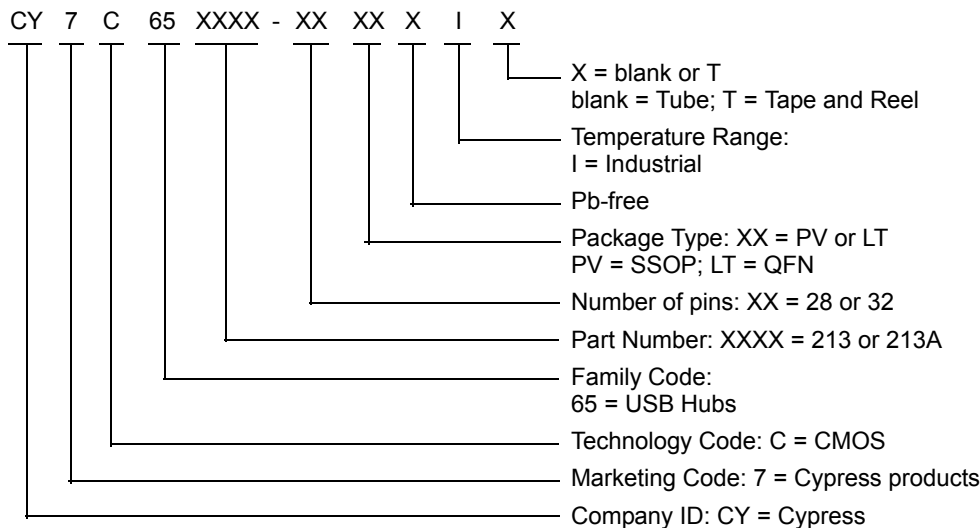 CY 7 C 65 XXXX - XX XX X I X
X = blank or T
blank = Tube; T = Tape and Reel
Temperature Range:
I = Industrial
Pb-free
Package Type: XX = PV or LT
PV = SSOP; LT = QFN
Number of pins: XX = 28 or 32
Part Number: XXXX = 213 or 213A
Family Code:
65 = USB Hubs
Technology Code: C = CMOS
Marketing Code: 7 = Cypress products
Company ID: CY = Cypress